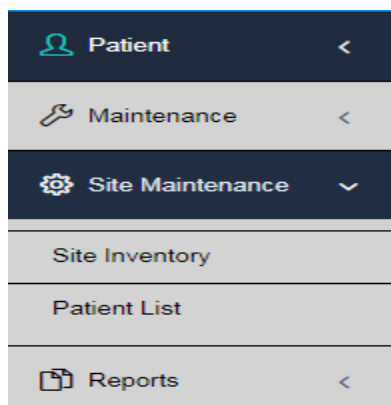 Patient
Maintenance
Site Maintenance
Site Inventory
Patient List
Reports